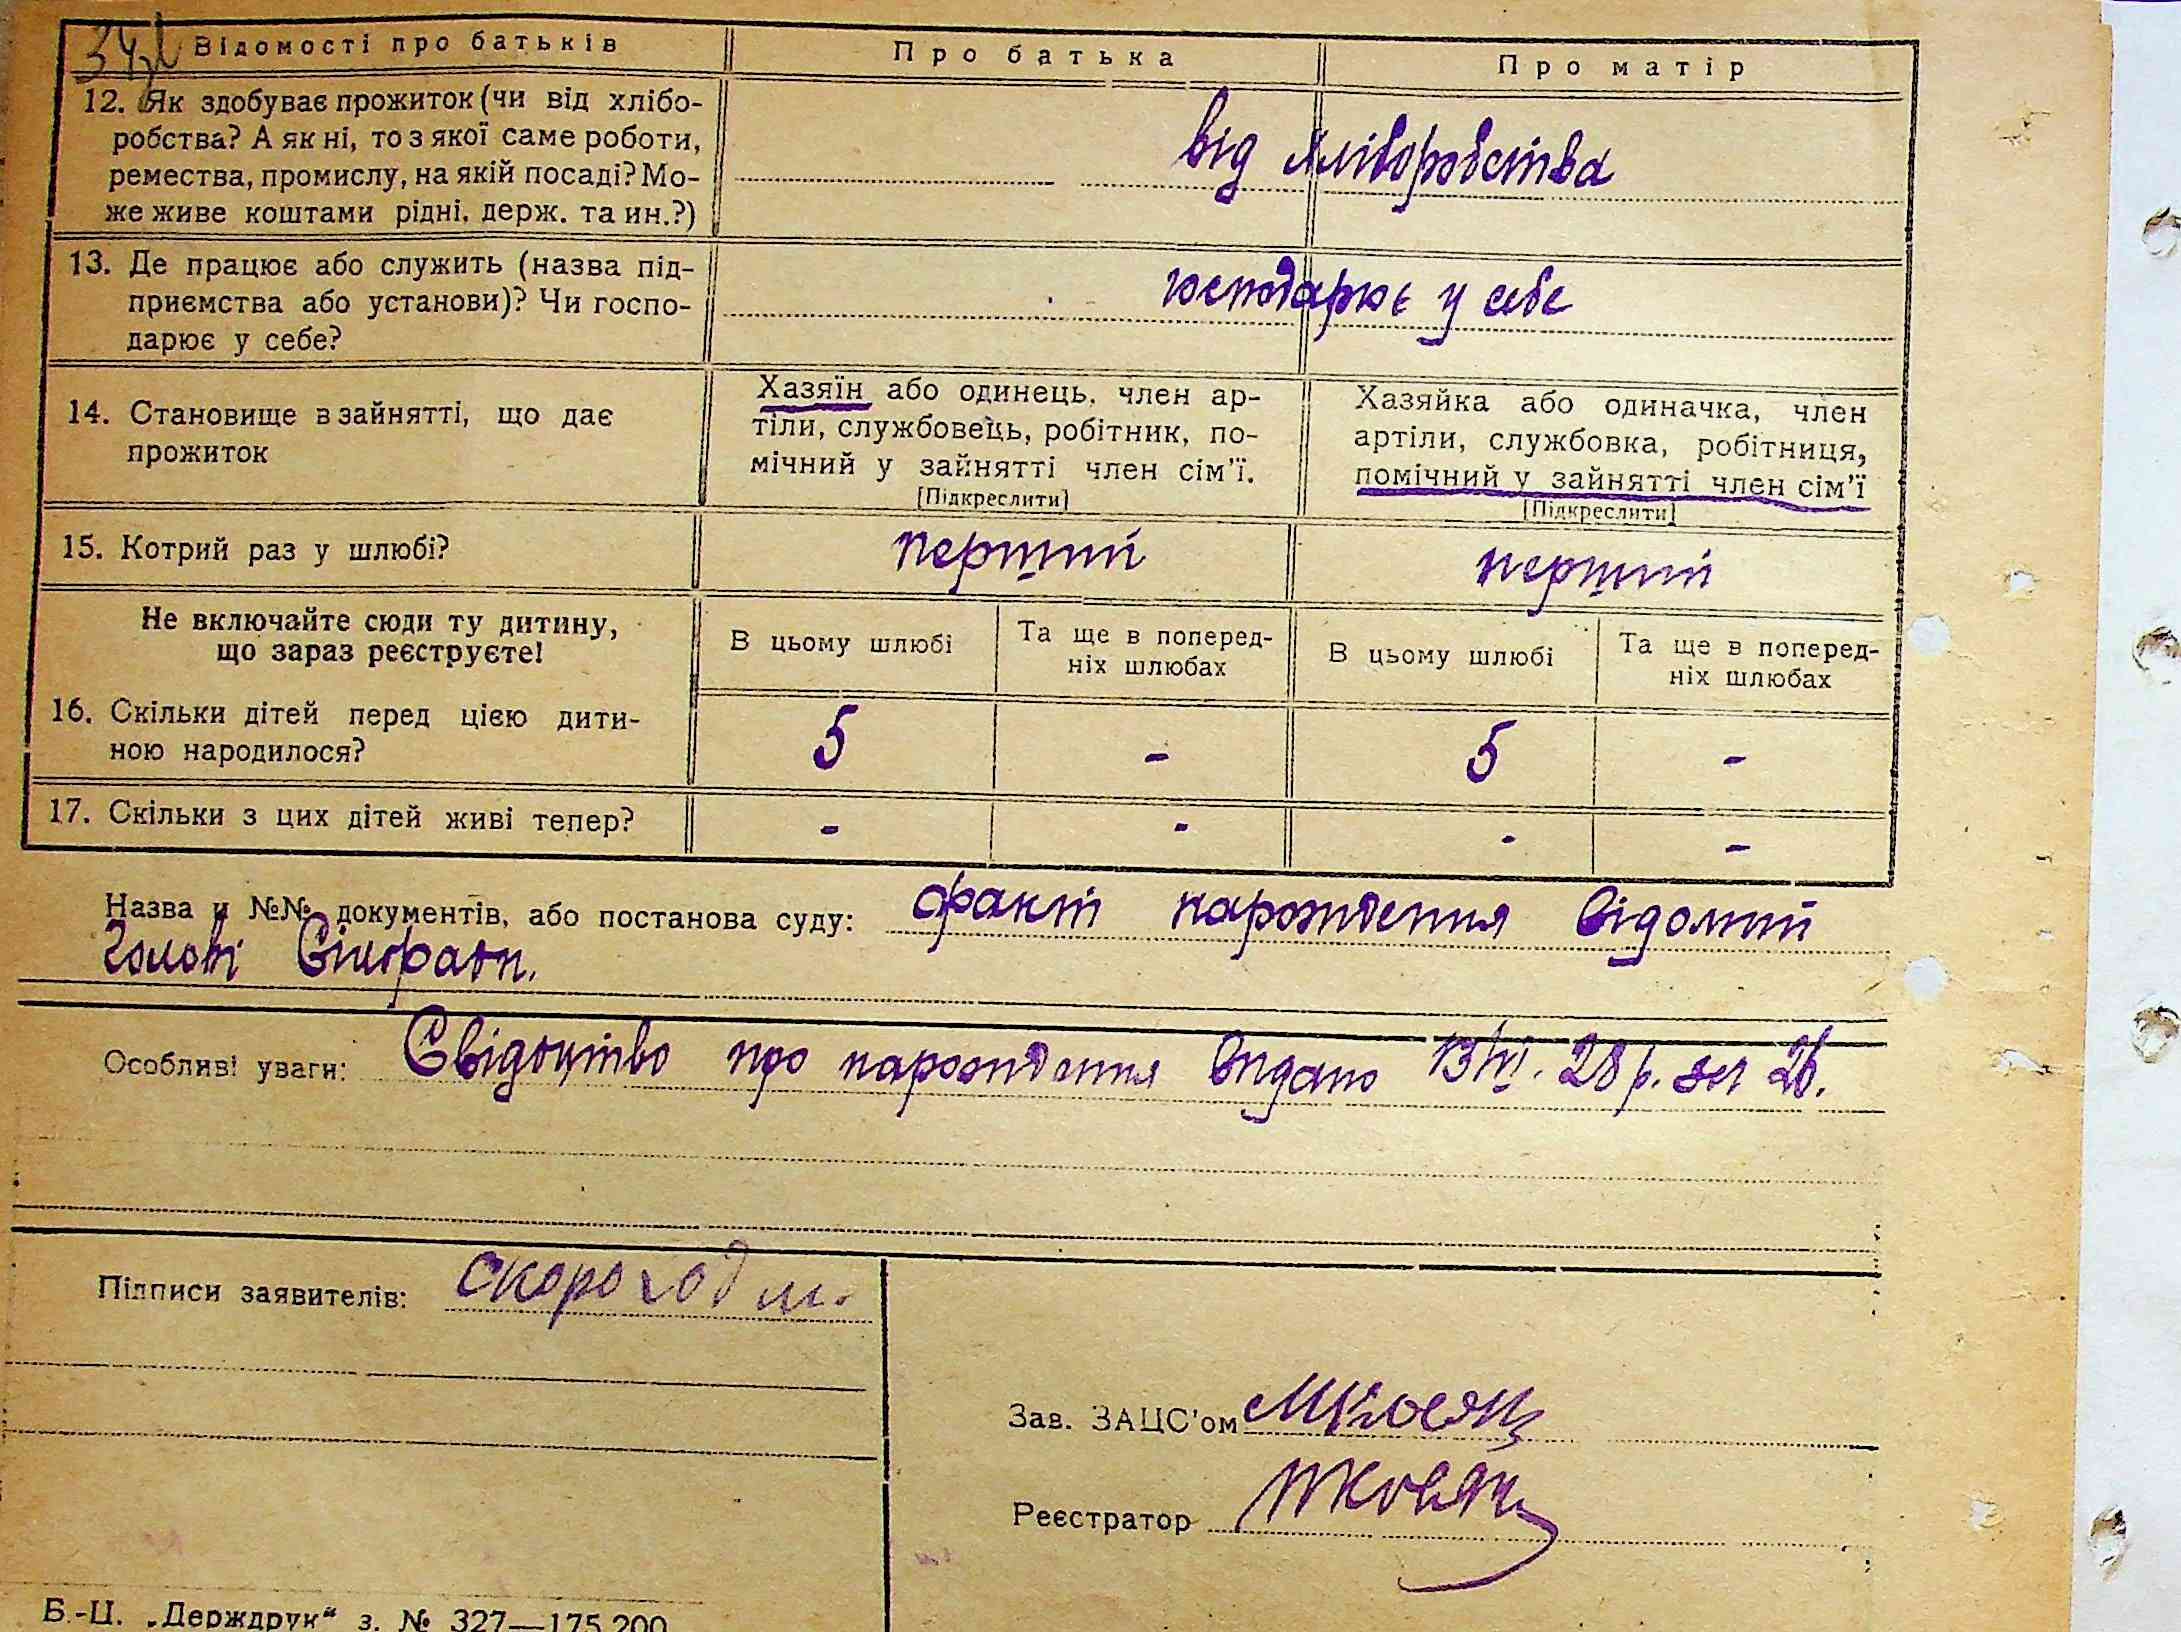 Відомості про батьків
Про батька
Про матір
12. Як здобуває прожиток (чи від хлібо-
робства? А як ні, то з якої саме роботи,
ремества, промислу, на якій посаді? Мо-
же живе коштами рідні, держ. та ин.?)
від хліборобства
13. Де працює або служить (назва під-
приємства або установи)? Чи госпо-
дарює у себе?
господарює у себе
14. Становище в зайнятті, що дає
прожиток
Хазяїн або одинець, член ар-
тіли, службовець, робітник, по-
мічний у зайнятті член сім'ї.
[Підкреслити]
Хазяйка або одиначка, член
артіли, службовка, робітниця,
помічний у зайнятті член сім'ї
[Підкреслити]
15. Котрий раз у шлюбі?
перший
перший
Не включайте сюди ту дитину,
що зараз реєструєте!
В цьому шлюбі
Та ще в поперед-
ніх шлюбах
В цьому шлюбі
Та ще в поперед-
ніх шлюбах
16. Скільки дітей перед цією дити-
ною народилося?
5 - 5 -
17. Скільки з цих дітей живі тепер?
- - - -
Назва й №№ документів, або постанова суду: факт народження відомий
голові Сільради.
Особливі уваги: Свідоцтво про народження видано 13/VI. 28 р. за 26.
Підписи заявителів: скороход м.
Зав. ЗАЦС'ом
Реєстратор
Б.-Ц. „Держдрук“ з. № 327—175.200